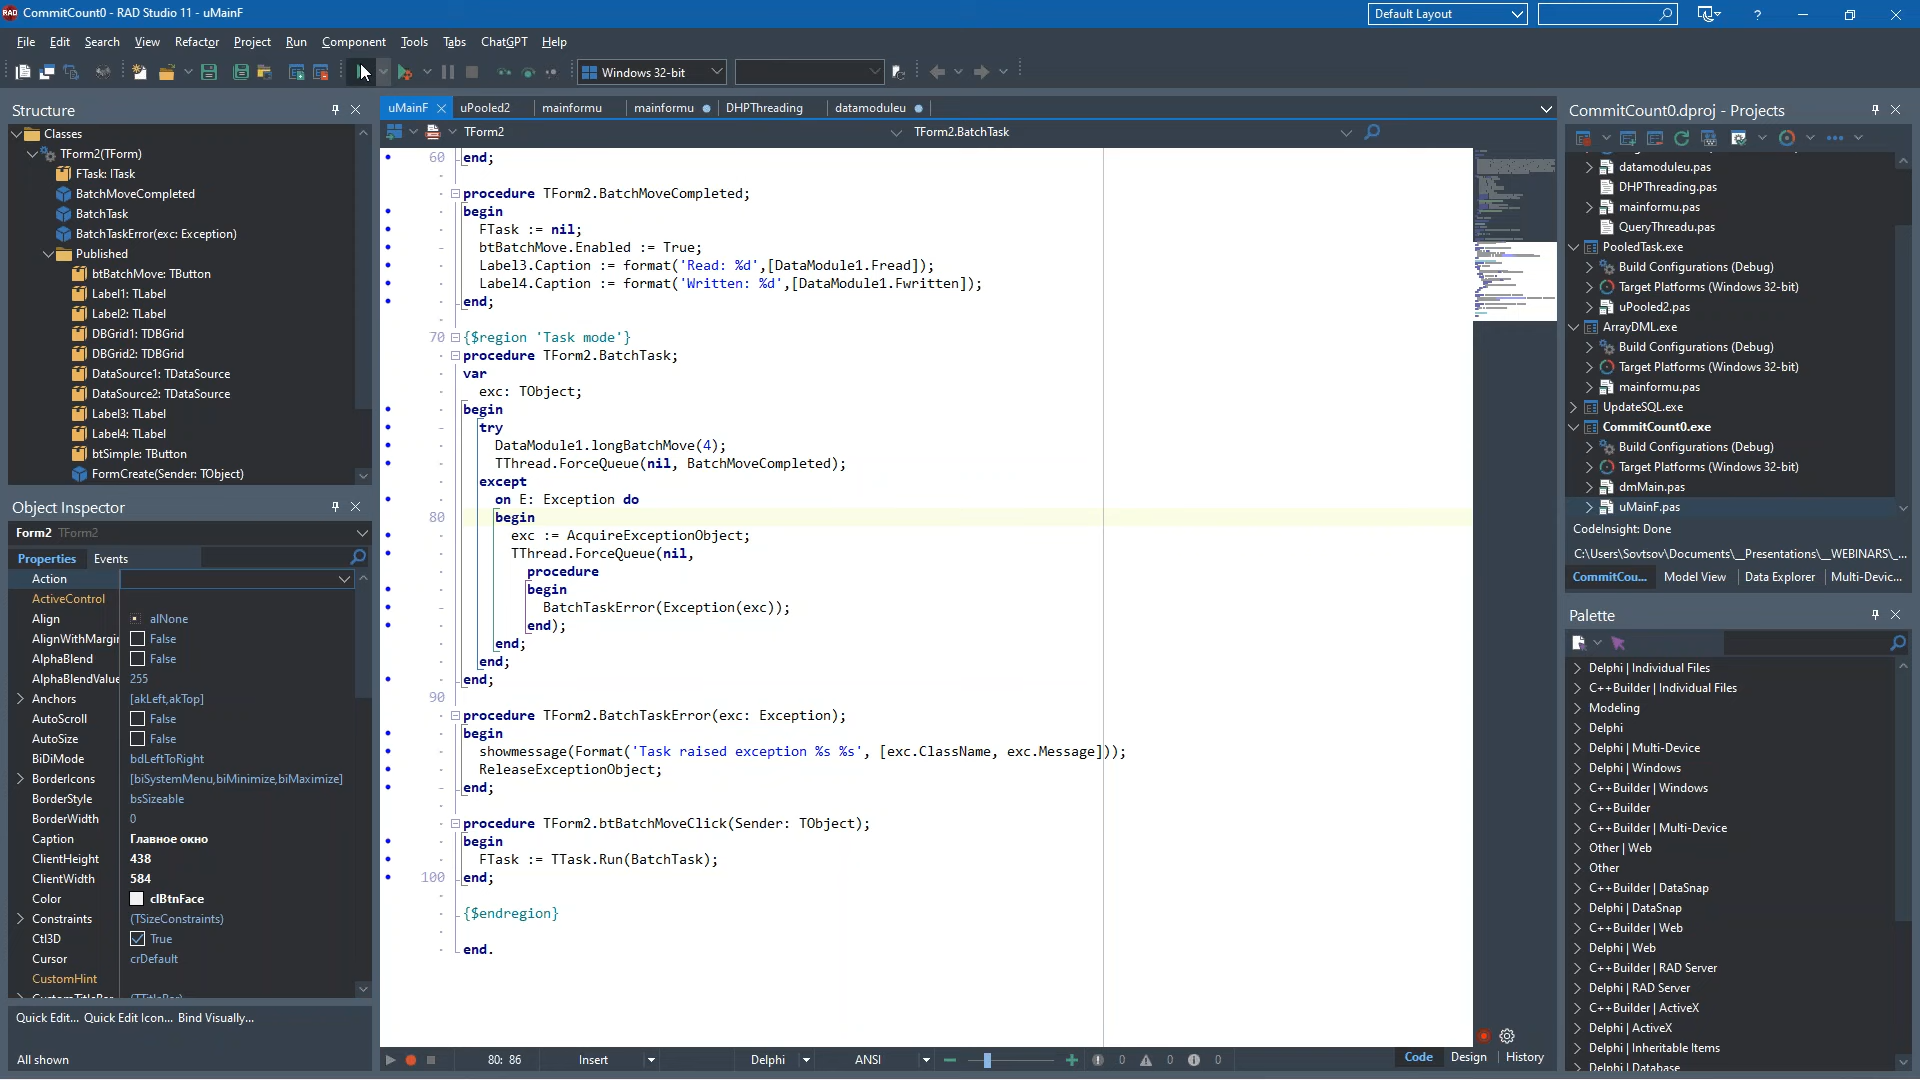 CommitCount0 - RAD Studio 11 - uMainF
Default Layout
File Edit Search View Refactor Project Run Component Tools Tabs ChatGPT Help
Windows 32-bit
Structure
Classes
TForm2(TForm)
FTask: ITask
BatchMoveCompleted
BatchTask
BatchTaskError(exc: Exception)
Published
btBatchMove: TButton
Label1: TLabel
Label2: TLabel
DBGrid1: TDBGrid
DBGrid2: TDBGrid
DataSource1: TDataSource
DataSource2: TDataSource
Label3: TLabel
Label4: TLabel
btSimple: TButton
FormCreate(Sender: TObject)
Object Inspector
Form2 TForm2
Properties Events
Action
ActiveControl
Align alNone
AlignWithMargin False
AlphaBlend False
AlphaBlendValue 255
Anchors [akLeft,akTop]
AutoScroll False
AutoSize False
BiDiMode bdLeftToRight
BorderIcons [biSystemMenu,biMinimize,biMaximize]
BorderStyle bsSizeable
BorderWidth 0
Caption Главное окно
ClientHeight 438
ClientWidth 584
Color clBtnFace
Constraints (TSizeConstraints)
Ctl3D True
Cursor crDefault
CustomHint
Quick Edit... Quick Edit Icon... Bind Visually...
All shown
uMainF uPooled2 mainformu mainformu DHPThreading datamoduleu
TForm2 TForm2.BatchTask
60 end;
procedure TForm2.BatchMoveCompleted;
begin
FTask := nil;
btBatchMove.Enabled := True;
Label3.Caption := format('Read: %d',[DataModule1.Fread]);
Label4.Caption := format('Written: %d',[DataModule1.Fwritten]);
end;
70 {$region 'Task mode'}
procedure TForm2.BatchTask;
var
exc: TObject;
begin
try
DataModule1.longBatchMove(4);
TThread.ForceQueue(nil, BatchMoveCompleted);
except
on E: Exception do
80 begin
exc := AcquireExceptionObject;
TThread.ForceQueue(nil,
procedure
begin
BatchTaskError(Exception(exc));
end);
end;
end;
end;
90
procedure TForm2.BatchTaskError(exc: Exception);
begin
showmessage(Format('Task raised exception %s %s', [exc.ClassName, exc.Message]));
ReleaseExceptionObject;
end;
procedure TForm2.btBatchMoveClick(Sender: TObject);
begin
FTask := TTask.Run(BatchTask);
100 end;
{$endregion}
end.
80: 86 Insert Delphi ANSI 0 0 0 Code Design History
CommitCount0.dproj - Projects
datamoduleu.pas
DHPThreading.pas
mainformu.pas
QueryThreadu.pas
PooledTask.exe
Build Configurations (Debug)
Target Platforms (Windows 32-bit)
uPooled2.pas
ArrayDML.exe
Build Configurations (Debug)
Target Platforms (Windows 32-bit)
mainformu.pas
UpdateSQL.exe
CommitCount0.exe
Build Configurations (Debug)
Target Platforms (Windows 32-bit)
dmMain.pas
uMainF.pas
CodeInsight: Done
C:\Users\Sovtsov\Documents\__Presentations\__WEBINARS\_...
CommitCou... Model View Data Explorer Multi-Devic...
Palette
Delphi | Individual Files
C++Builder | Individual Files
Modeling
Delphi
Delphi | Multi-Device
Delphi | Windows
C++Builder | Windows
C++Builder
C++Builder | Multi-Device
Other | Web
Other
C++Builder | DataSnap
Delphi | DataSnap
C++Builder | Web
Delphi | Web
C++Builder | RAD Server
Delphi | RAD Server
C++Builder | ActiveX
Delphi | ActiveX
Delphi | Inheritable Items
Delphi | Database